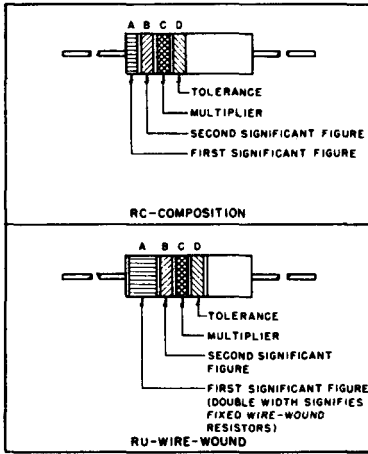 A B C D
TOLERANCE
MULTIPLIER
SECOND SIGNIFICANT FIGURE
FIRST SIGNIFICANT FIGURE
RC-COMPOSITION
A B C D
TOLERANCE
MULTIPLIER
SECOND SIGNIFICANT
FIGURE
FIRST SIGNIFICANT FIGURE
(DOUBLE WIDTH SIGNIFIES
FIXED WIRE-WOUND
RESISTORS)
RU-WIRE-WOUND